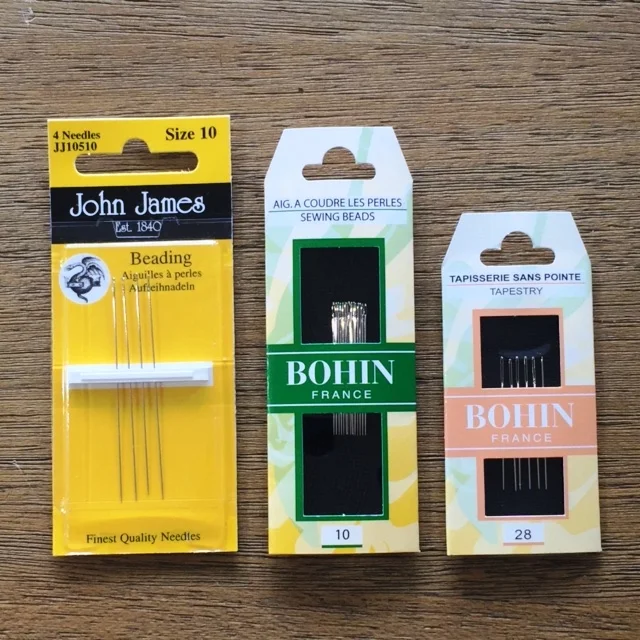 4 Needles
JJ10510
Size 10
John James
Est. 1840
Beading
Aiguilles à perles
Aufreihnadeln
Finest Quality Needles
AIG. A COUDRE LES PERLES
SEWING BEADS
BOHIN
FRANCE
10
TAPISSERIE SANS POINTE
TAPESTRY
BOHIN
FRANCE
28